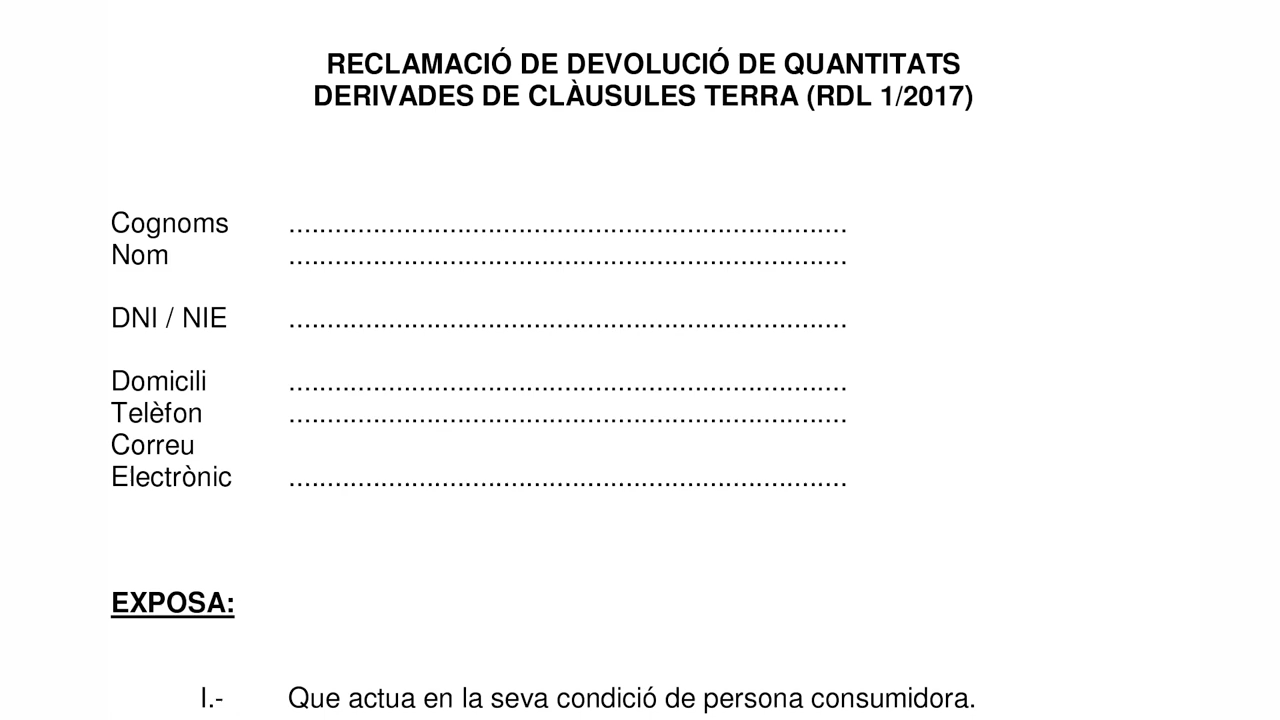 RECLAMACIÓ DE DEVOLUCIÓ DE QUANTITATS
DERIVADES DE CLÀUSULES TERRA (RDL 1/2017)
Cognoms ........................................................................
Nom ........................................................................
DNI / NIE ........................................................................
Domicili ........................................................................
Telèfon ........................................................................
Correu
Electrònic ........................................................................
EXPOSA:
I.- Que actua en la seva condició de persona consumidora.